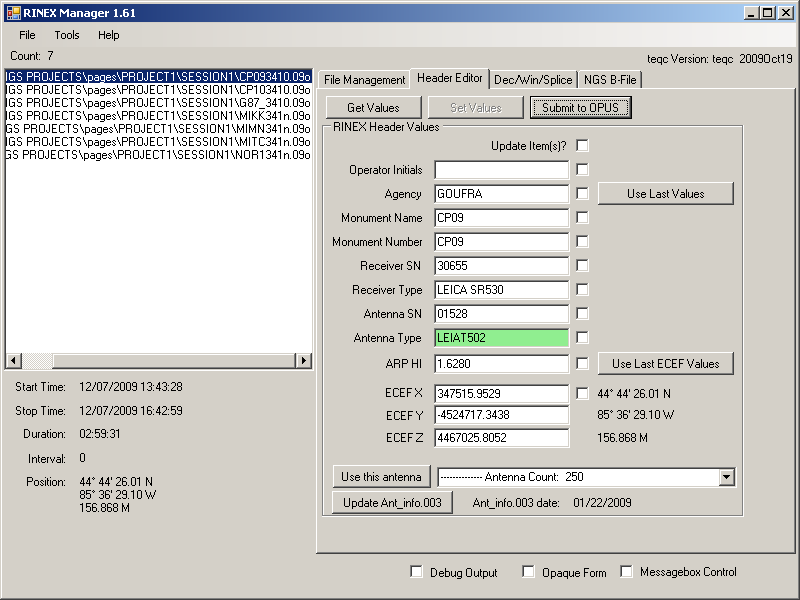 RINEX Manager 1.61
File Tools Help
Count: 7
teqc Version: teqc 2009Oct19
IGS PROJECTS\pages\PROJECT1\SESSION1\CP093410.09o
IGS PROJECTS\pages\PROJECT1\SESSION1\CP103410.09o
IGS PROJECTS\pages\PROJECT1\SESSION1\G87_3410.09o
IGS PROJECTS\pages\PROJECT1\SESSION1\MIKK341n.09o
GS PROJECTS\pages\PROJECT1\SESSION1\MIMN341n.09o
IGS PROJECTS\pages\PROJECT1\SESSION1\MITC341n.09o
GS PROJECTS\pages\PROJECT1\SESSION1\NOR1341n.09o
Start Time: 12/07/2009 13:43:28
Stop Time: 12/07/2009 16:42:59
Duration: 02:59:31
Interval: 0
Position: 44° 44' 26.01 N
85° 36' 29.10 W
156.868 M
File Management Header Editor Dec/Win/Splice NGS B-File
Get Values Set Values Submit to OPUS
RINEX Header Values
Update Item(s)?
Operator Initials
Agency GOUFRA Use Last Values
Monument Name CP09
Monument Number CP09
Receiver SN 30655
Receiver Type LEICA SR530
Antenna SN 01528
Antenna Type LEIAT502
ARP HI 1.6280 Use Last ECEF Values
ECEF X 347515.9529 44° 44' 26.01 N
ECEF Y -4524717.3438 85° 36' 29.10 W
ECEF Z 4467025.8052 156.868 M
Use this antenna ------------- Antenna Count: 250
Update Ant_info.003 Ant_info.003 date: 01/22/2009
Debug Output Opaque Form Messagebox Control